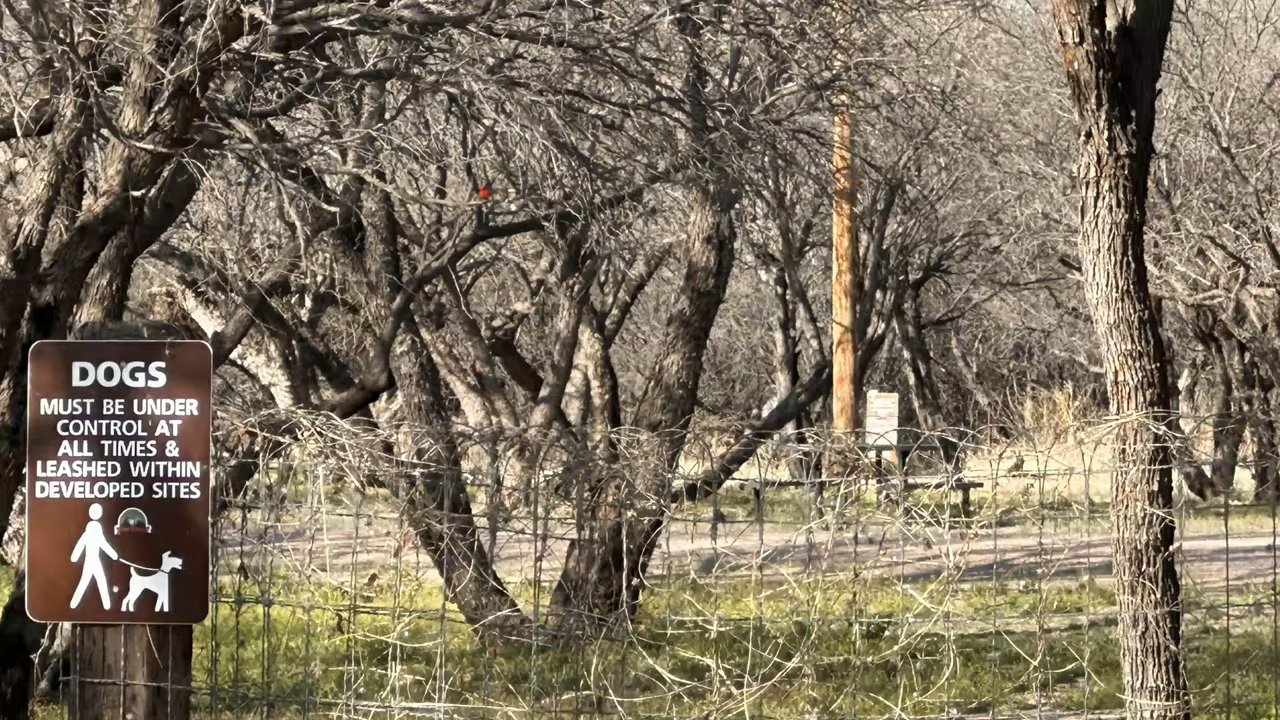 DOGS
MUST BE UNDER
CONTROL AT
ALL TIMES &
LEASHED WITHIN
DEVELOPED SITES